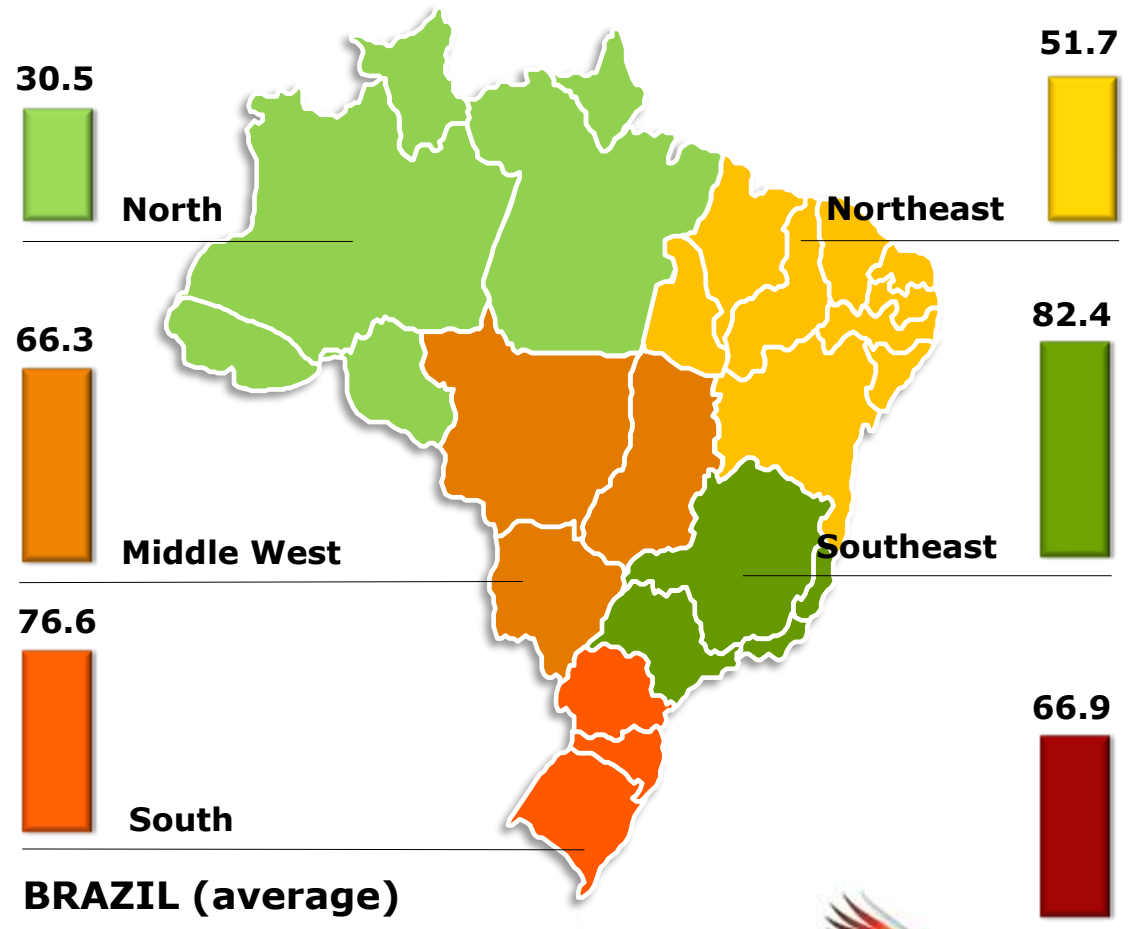 30.5
North
51.7
Northeast
66.3
Middle West
82.4
Southeast
76.6
South
BRAZIL (average)
66.9